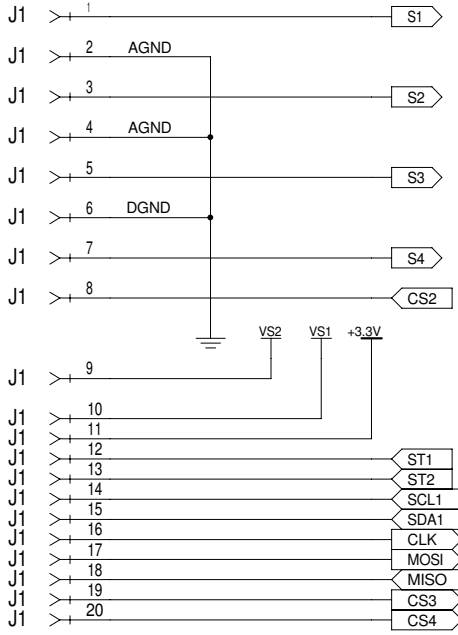 J1 1 S1
J1 2 AGND
J1 3 S2
J1 4 AGND
J1 5 S3
J1 6 DGND
J1 7 S4
J1 8 CS2
VS2 VS1 +3.3V
J1 9
J1 10
J1 11
J1 12 ST1
J1 13 ST2
J1 14 SCL1
J1 15 SDA1
J1 16 CLK
J1 17 MOSI
J1 18 MISO
J1 19 CS3
J1 20 CS4